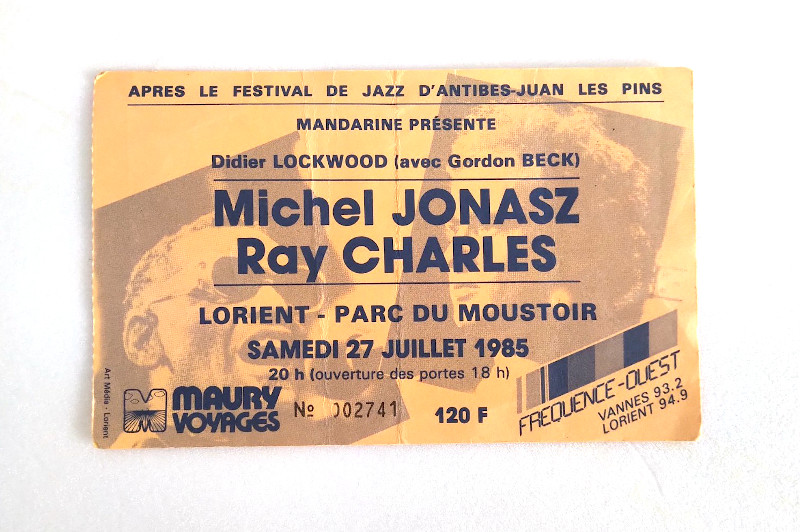 APRES LE FESTIVAL DE JAZZ D'ANTIBES-JUAN LES PINS
MANDARINE PRÉSENTE
Didier LOCKWOOD (avec Gordon BECK)
Michel JONASZ
Ray CHARLES
LORIENT - PARC DU MOUSTOIR
SAMEDI 27 JUILLET 1985
20 h (ouverture des portes 18 h)
MAURY
VOYAGES
Nº 002741
120 F
FREQUENCE-OUEST
VANNES 93.2
LORIENT 94.9
Art Média - Lorient